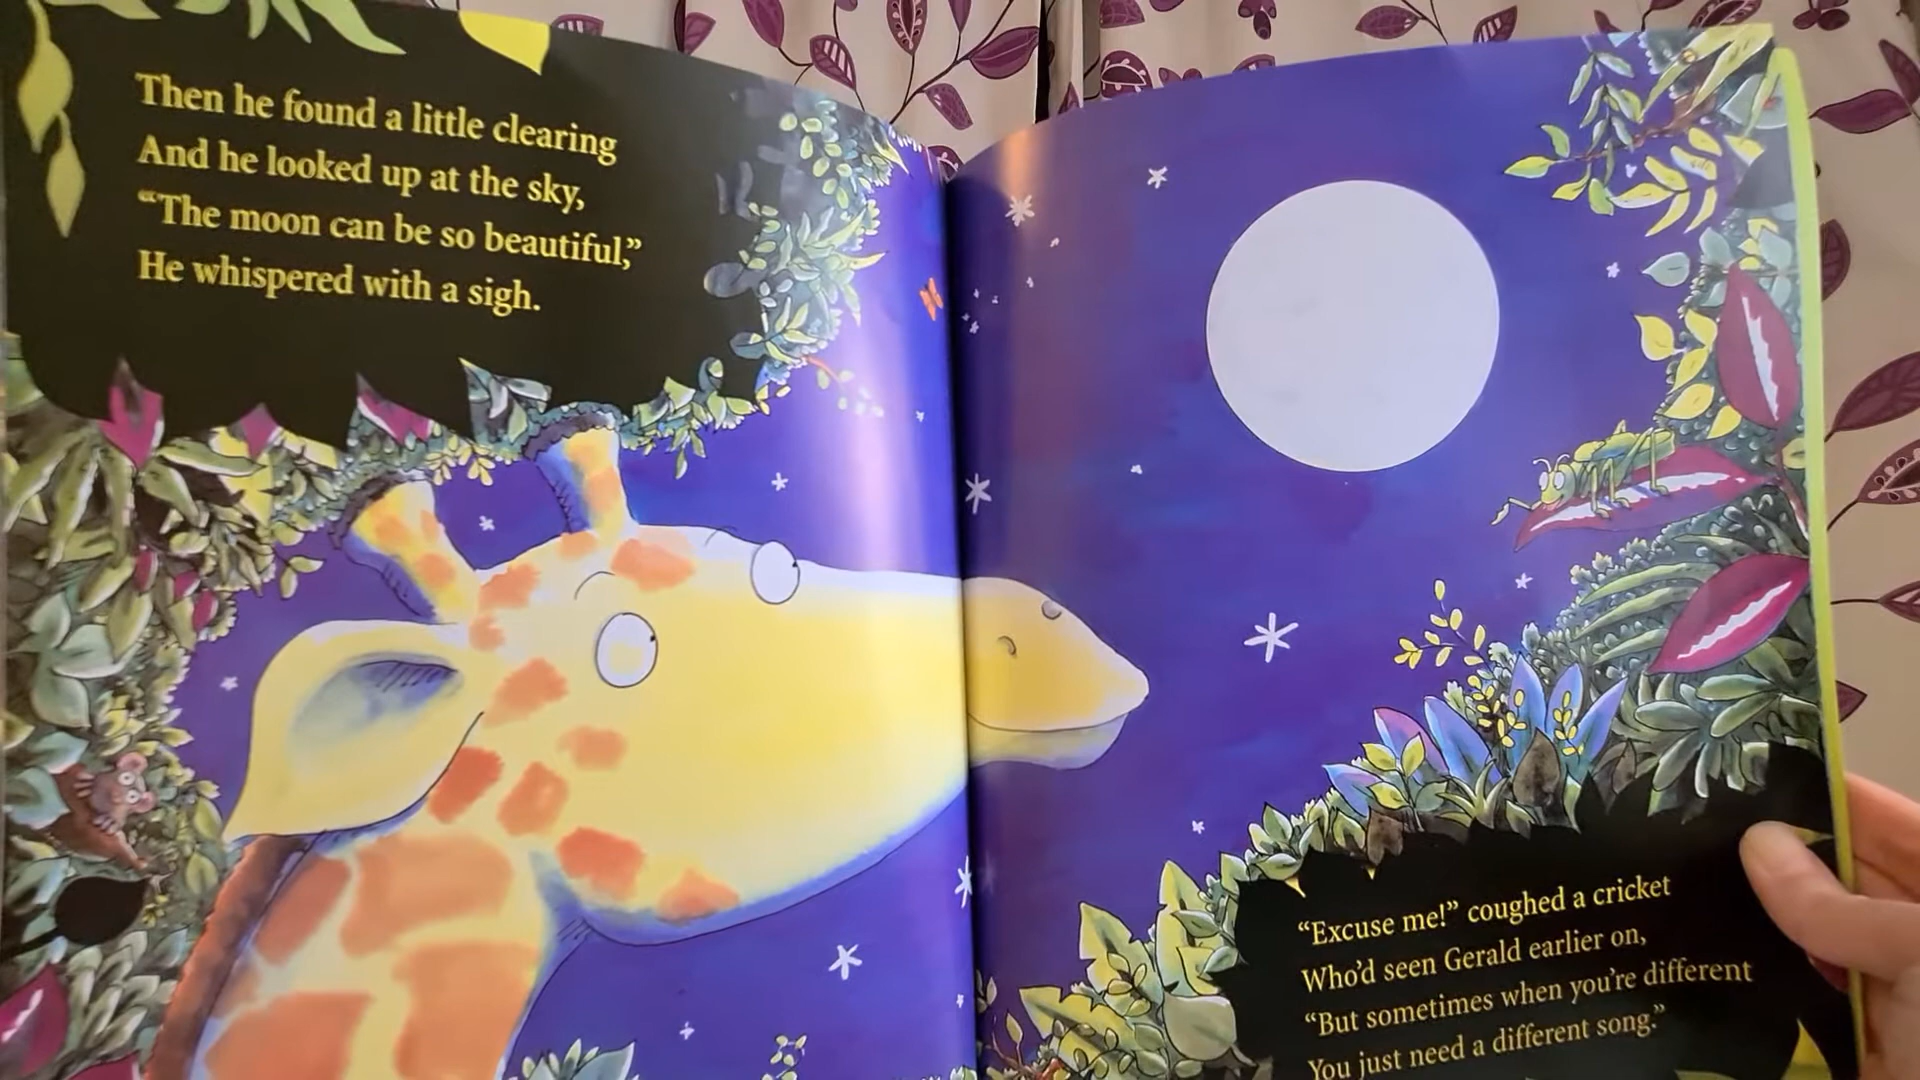 Then he found a little clearing
And he looked up at the sky,
“The moon can be so beautiful,”
He whispered with a sigh.
“Excuse me!” coughed a cricket
Who’d seen Gerald earlier on,
“But sometimes when you’re different
You just need a different song.”